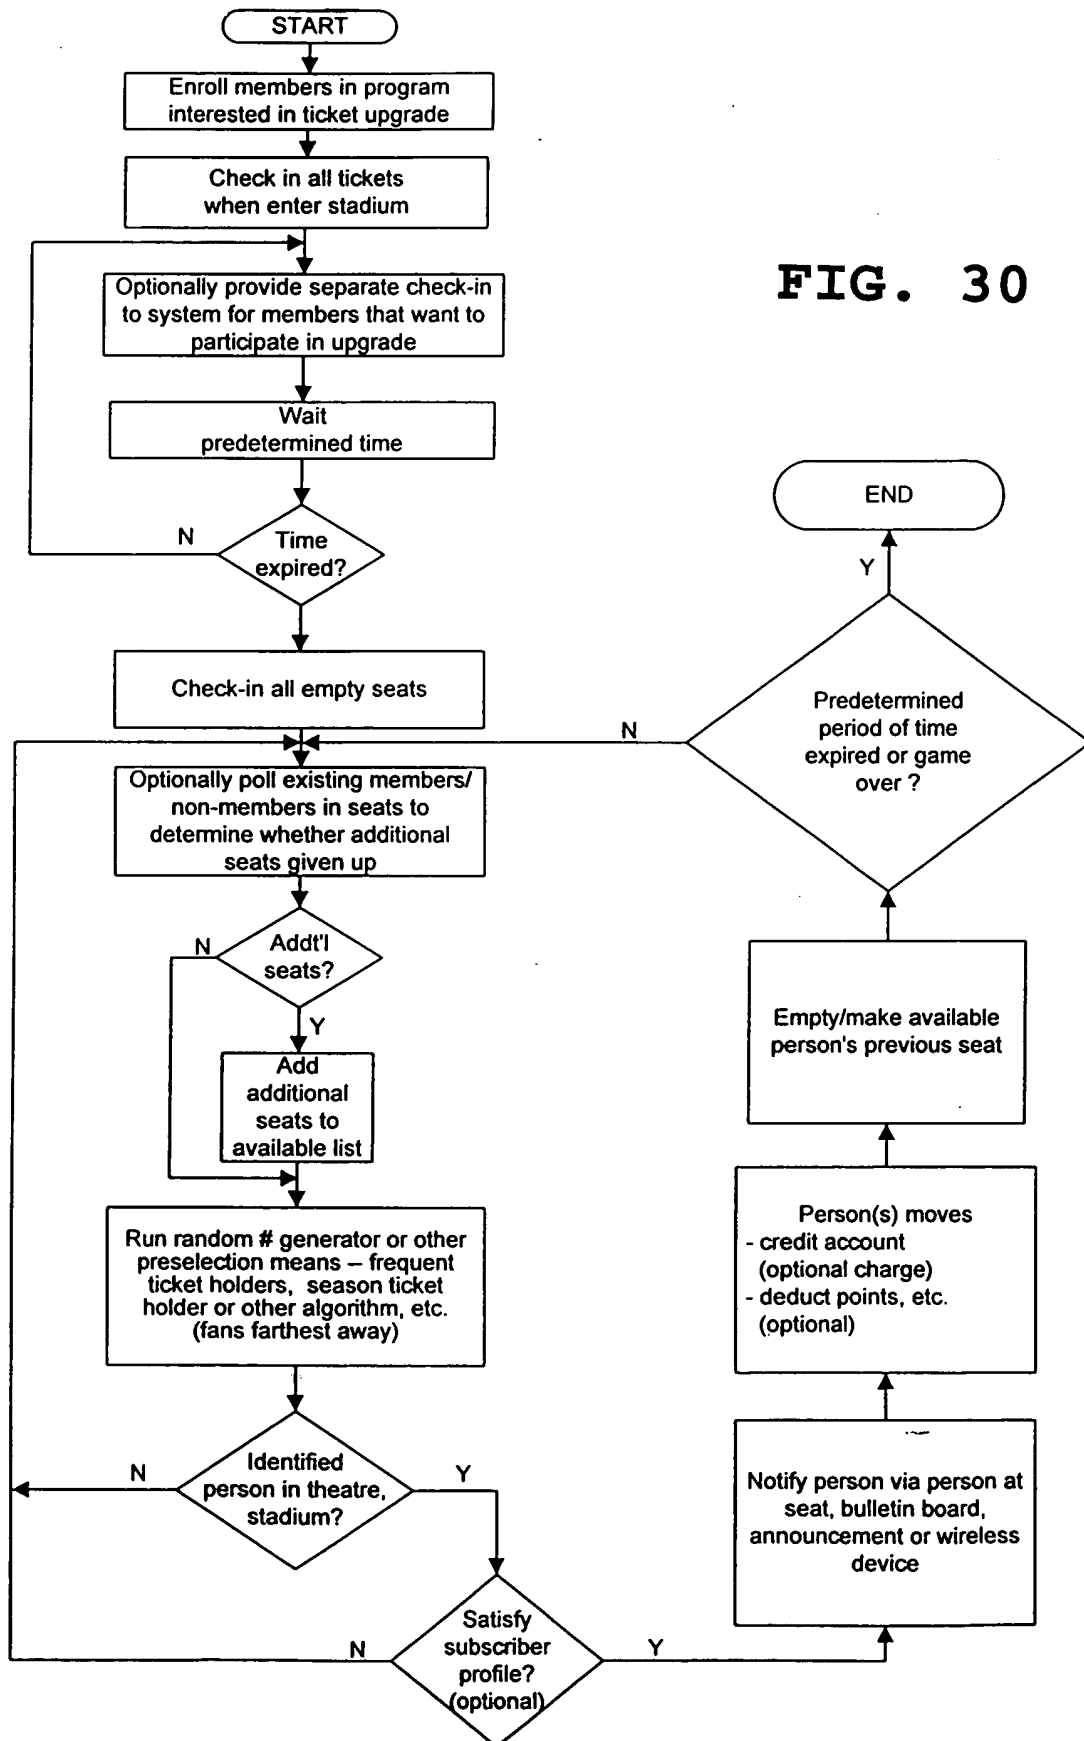 START
Enroll members in program
interested in ticket upgrade
Check in all tickets
when enter stadium
FIG. 30
Optionally provide separate check-in
to system for members that want to
participate in upgrade
Wait
predetermined time
N
Time
expired?
END
Y
Check-in all empty seats
N
Predetermined
period of time
expired or game
over ?
Optionally poll existing members/
non-members in seats to
determine whether additional
seats given up
N
Addt'l
seats?
Y
Add
additional
seats to
available list
Empty/make available
person's previous seat
Run random # generator or other
preselection means – frequent
ticket holders, season ticket
holder or other algorithm, etc.
(fans farthest away)
Person(s) moves
- credit account
(optional charge)
- deduct points, etc.
(optional)
N
Identified
person in theatre,
stadium?
Y
Notify person via person at
seat, bulletin board,
announcement or wireless
device
N
Satisfy
subscriber
profile?
(optional)
Y